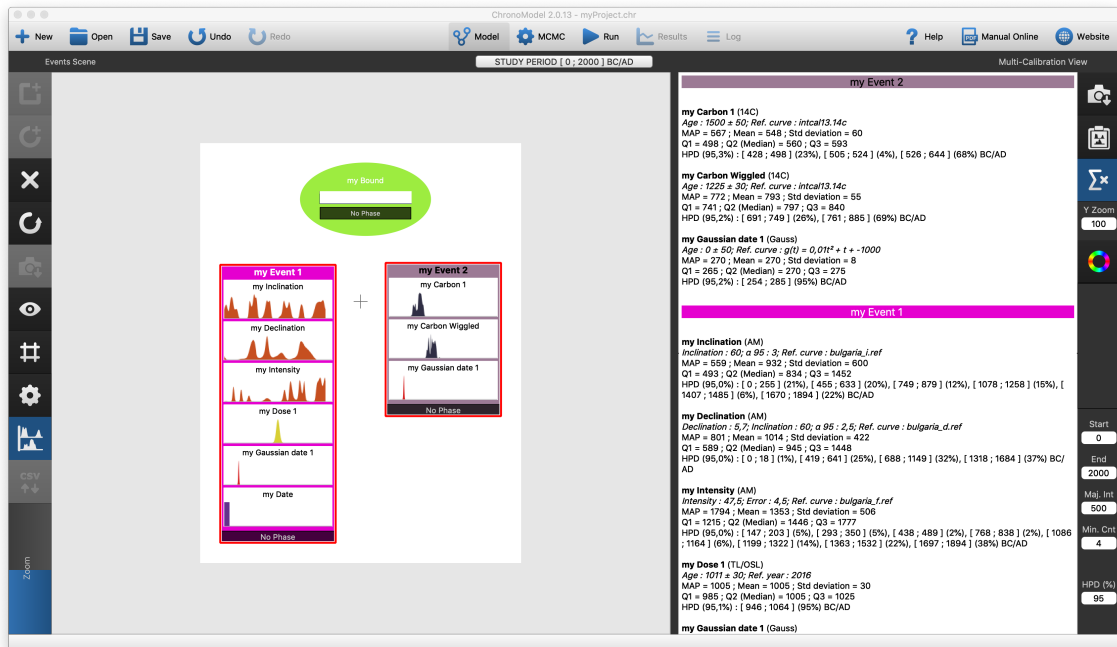 ChronoModel 2.0.13 - myProject.chr
New Open Save Undo Redo Model MCMC Run Results Log Help PDF Manual Online Website
Events Scene STUDY PERIOD [ 0 ; 2000 ] BC/AD Multi-Calibration View
my Bound
No Phase
my Event 1
my Inclination
my Declination
my Intensity
my Dose 1
my Gaussian date 1
my Date
No Phase
my Event 2
my Carbon 1
my Carbon Wiggled
my Gaussian date 1
No Phase
CSV
Zoom
my Event 2
my Carbon 1 (14C)
Age : 1500 ± 50; Ref. curve : intcal13.14c
MAP = 567 ; Mean = 548 ; Std deviation = 60
Q1 = 498 ; Q2 (Median) = 560 ; Q3 = 593
HPD (95,3%) : [ 428 ; 498 ] (23%), [ 505 ; 524 ] (4%), [ 526 ; 644 ] (68%) BC/AD
my Carbon Wiggled (14C)
Age : 1225 ± 30; Ref. curve : intcal13.14c
MAP = 772 ; Mean = 793 ; Std deviation = 55
Q1 = 741 ; Q2 (Median) = 797 ; Q3 = 840
HPD (95,2%) : [ 691 ; 749 ] (26%), [ 761 ; 885 ] (69%) BC/AD
my Gaussian date 1 (Gauss)
Age : 0 ± 50; Ref. curve : g(t) = 0,01t² + t + -1000
MAP = 270 ; Mean = 270 ; Std deviation = 8
Q1 = 265 ; Q2 (Median) = 270 ; Q3 = 275
HPD (95,2%) : [ 254 ; 285 ] (95%) BC/AD
my Event 1
my Inclination (AM)
Inclination : 60; α 95 : 3; Ref. curve : bulgaria_i.ref
MAP = 559 ; Mean = 932 ; Std deviation = 600
Q1 = 493 ; Q2 (Median) = 834 ; Q3 = 1452
HPD (95,0%) : [ 0 ; 255 ] (21%), [ 455 ; 633 ] (20%), [ 749 ; 879 ] (12%), [ 1078 ; 1258 ] (15%), [
1407 ; 1485 ] (6%), [ 1670 ; 1894 ] (22%) BC/AD
my Declination (AM)
Declination : 5,7; Inclination : 60; α 95 : 2,5; Ref. curve : bulgaria_d.ref
MAP = 801 ; Mean = 1014 ; Std deviation = 422
Q1 = 589 ; Q2 (Median) = 945 ; Q3 = 1448
HPD (95,0%) : [ 0 ; 18 ] (1%), [ 419 ; 641 ] (25%), [ 688 ; 1149 ] (32%), [ 1318 ; 1684 ] (37%) BC/
AD
my Intensity (AM)
Intensity : 47,5; Error : 4,5; Ref. curve : bulgaria_f.ref
MAP = 1794 ; Mean = 1353 ; Std deviation = 506
Q1 = 1215 ; Q2 (Median) = 1446 ; Q3 = 1777
HPD (95,0%) : [ 147 ; 203 ] (5%), [ 293 ; 350 ] (5%), [ 438 ; 489 ] (2%), [ 768 ; 838 ] (2%), [ 1086
; 1164 ] (6%), [ 1199 ; 1322 ] (14%), [ 1363 ; 1532 ] (22%), [ 1697 ; 1894 ] (38%) BC/AD
my Dose 1 (TL/OSL)
Age : 1011 ± 30; Ref. year : 2016
MAP = 1005 ; Mean = 1005 ; Std deviation = 30
Q1 = 985 ; Q2 (Median) = 1005 ; Q3 = 1025
HPD (95,1%) : [ 946 ; 1064 ] (95%) BC/AD
my Gaussian date 1 (Gauss)
Y Zoom
100
Start
0
End
2000
Maj. Int
500
Min. Cnt
4
HPD (%)
95